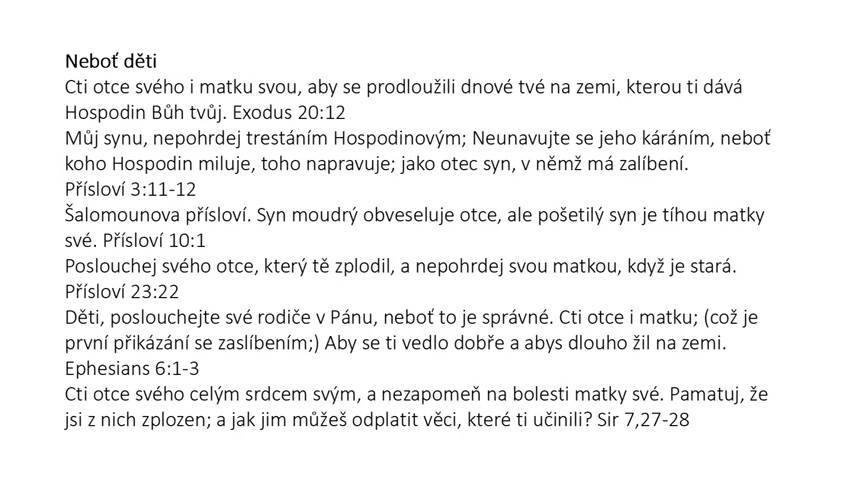 Neboť děti
Cti otce svého i matku svou, aby se prodloužili dnové tvé na zemi, kterou ti dává
Hospodin Bůh tvůj. Exodus 20:12
Můj synu, nepohrdej trestáním Hospodinovým; Neunavujte se jeho káráním, neboť
koho Hospodin miluje, toho napravuje; jako otec syn, v němž má zalíbení.
Přísloví 3:11-12
Šalomounova přísloví. Syn moudrý obveseluje otce, ale pošetilý syn je tíhou matky
své. Přísloví 10:1
Poslouchej svého otce, který tě zplodil, a nepohrdej svou matkou, když je stará.
Přísloví 23:22
Děti, poslouchejte své rodiče v Pánu, neboť to je správné. Cti otce i matku; (což je
první přikázání se zaslíbením;) Aby se ti vedlo dobře a abys dlouho žil na zemi.
Ephesians 6:1-3
Cti otce svého celým srdcem svým, a nezapomeň na bolesti matky své. Pamatuj, že
jsi z nich zplozen; a jak jim můžeš odplatit věci, které ti učinili? Sir 7,27-28